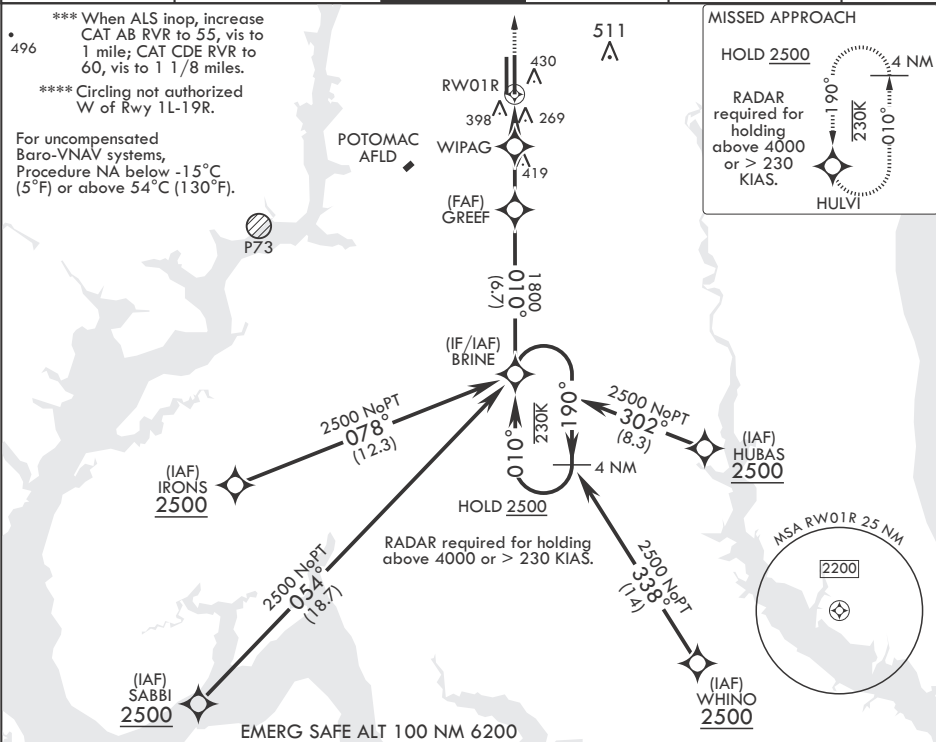 *** When ALS inop, increase
CAT AB RVR to 55, vis to
1 mile; CAT CDE RVR to
60, vis to 1 1/8 miles.
496
**** Circling not authorized
W of Rwy 1L-19R.
For uncompensated
Baro-VNAV systems,
Procedure NA below -15°C
(5°F) or above 54°C (130°F).
P73
POTOMAC
AFLD
511
430
RW01R
398
269
WIPAG
419
(FAF)
GREEF
1800
010°
(6.7)
(IF/IAF)
BRINE
MISSED APPROACH
HOLD 2500
4 NM
RADAR
required for
holding
above 4000
or > 230
KIAS.
190°
230K
010°
HULVI
2500 NoPT
078°
(12.3)
(IAF)
IRONS
2500
010°
230K
190°
4 NM
HOLD 2500
RADAR required for holding
above 4000 or > 230 KIAS.
2500 NoPT
302°
(8.3)
(IAF)
HUBAS
2500
2500 NoPT
054°
(18.7)
(IAF)
SABBI
2500
2500 NoPT
338°
(14)
(IAF)
WHINO
2500
MSA RW01R 25 NM
2200
EMERG SAFE ALT 100 NM 6200